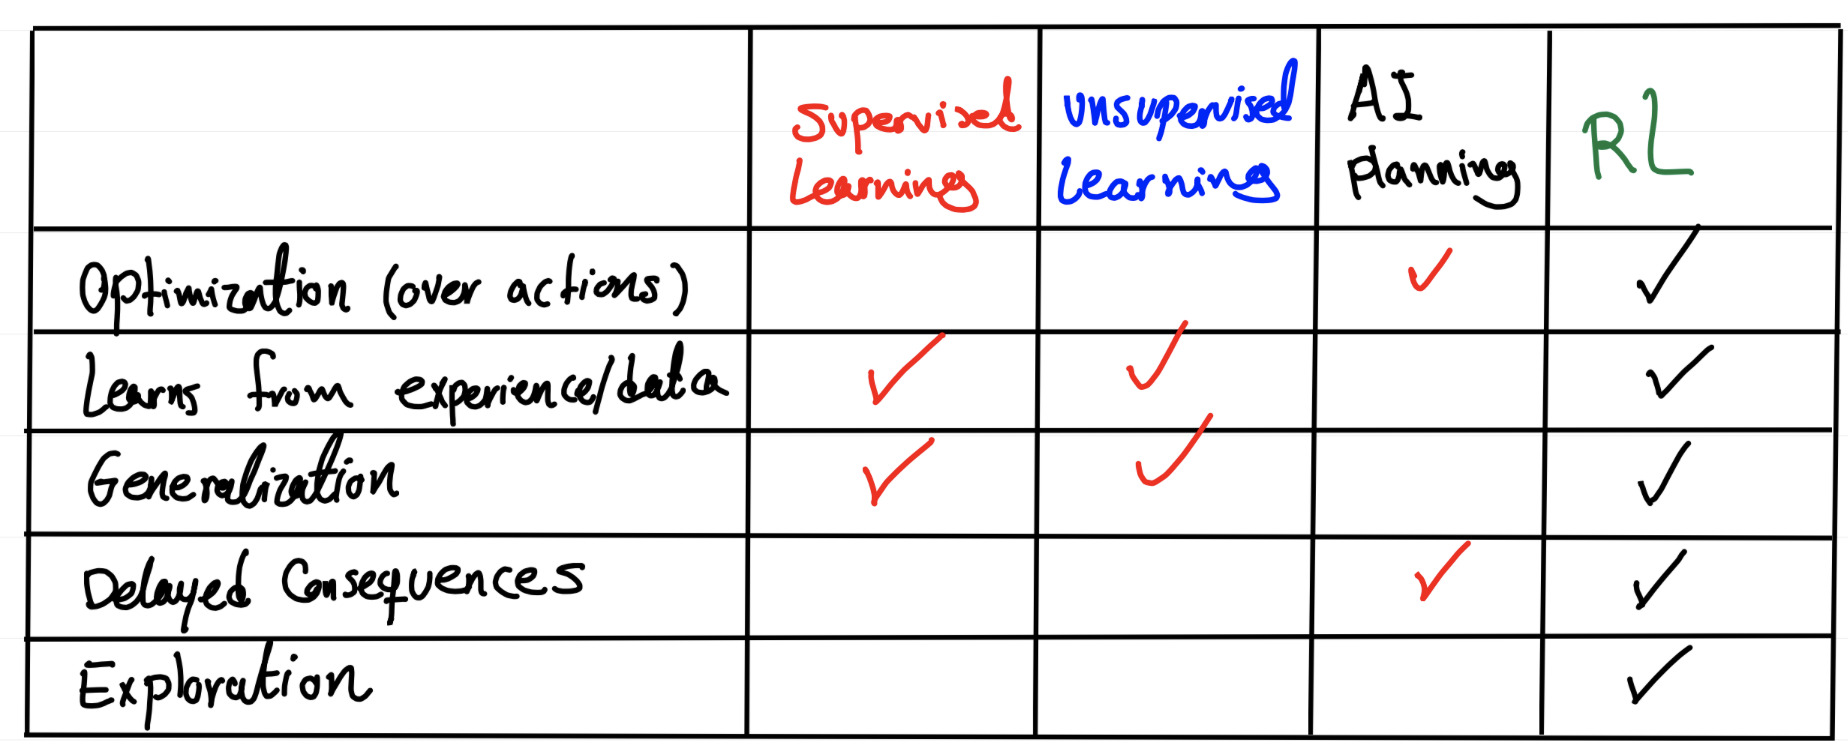 Supervised
Learning
Unsupervised
Learning
AI
planning
RL
Optimization (over actions)
✓ ✓
Learns from experience/data
✓ ✓ ✓
Generalization
✓ ✓ ✓
Delayed Consequences
✓ ✓
Exploration
✓